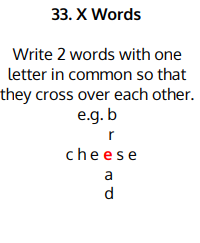 33. X Words
Write 2 words with one
letter in common so that
they cross over each other.
e.g. b
r
c h e e s e
a
d